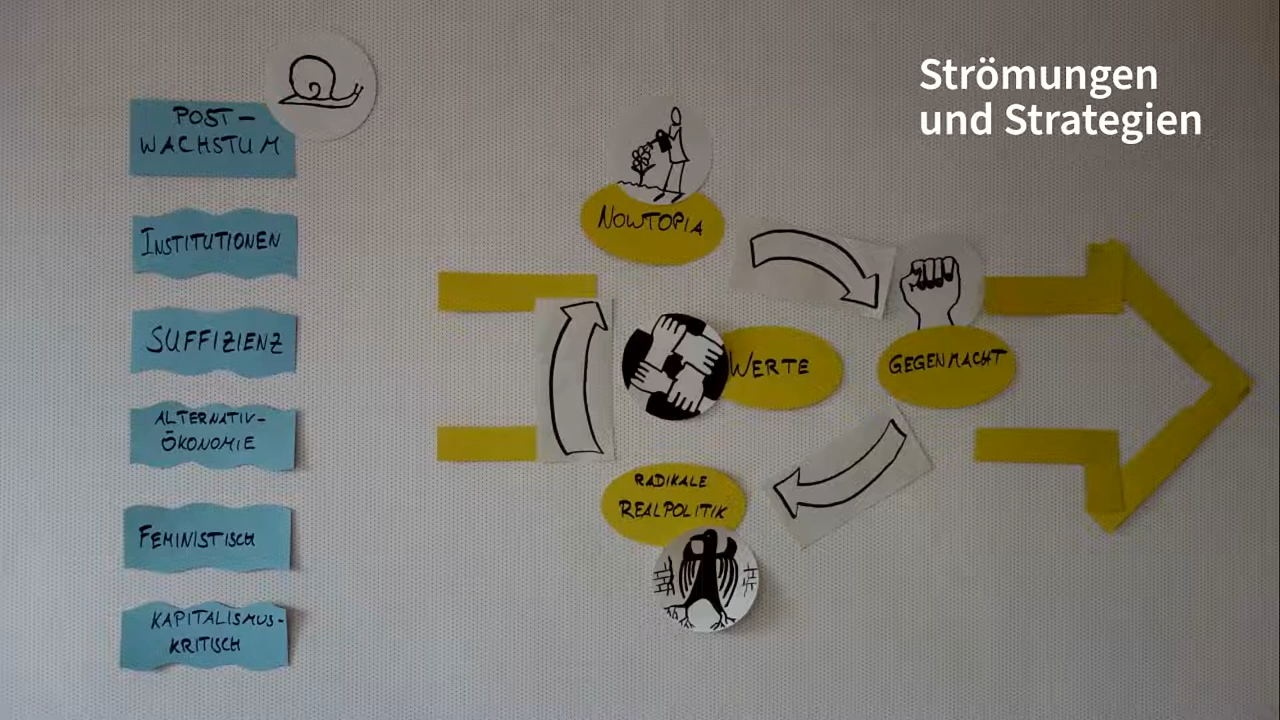 Strömungen
und Strategien
POST-
WACHSTUM
INSTITUTIONEN
SUFFIZIENZ
ALTERNATIV-
ÖKONOMIE
FEMINISTISCH
KAPITALISMUS-
KRITISCH
NOWTOPIA
WERTE
GEGENMACHT
RADIKALE
REALPOLITIK